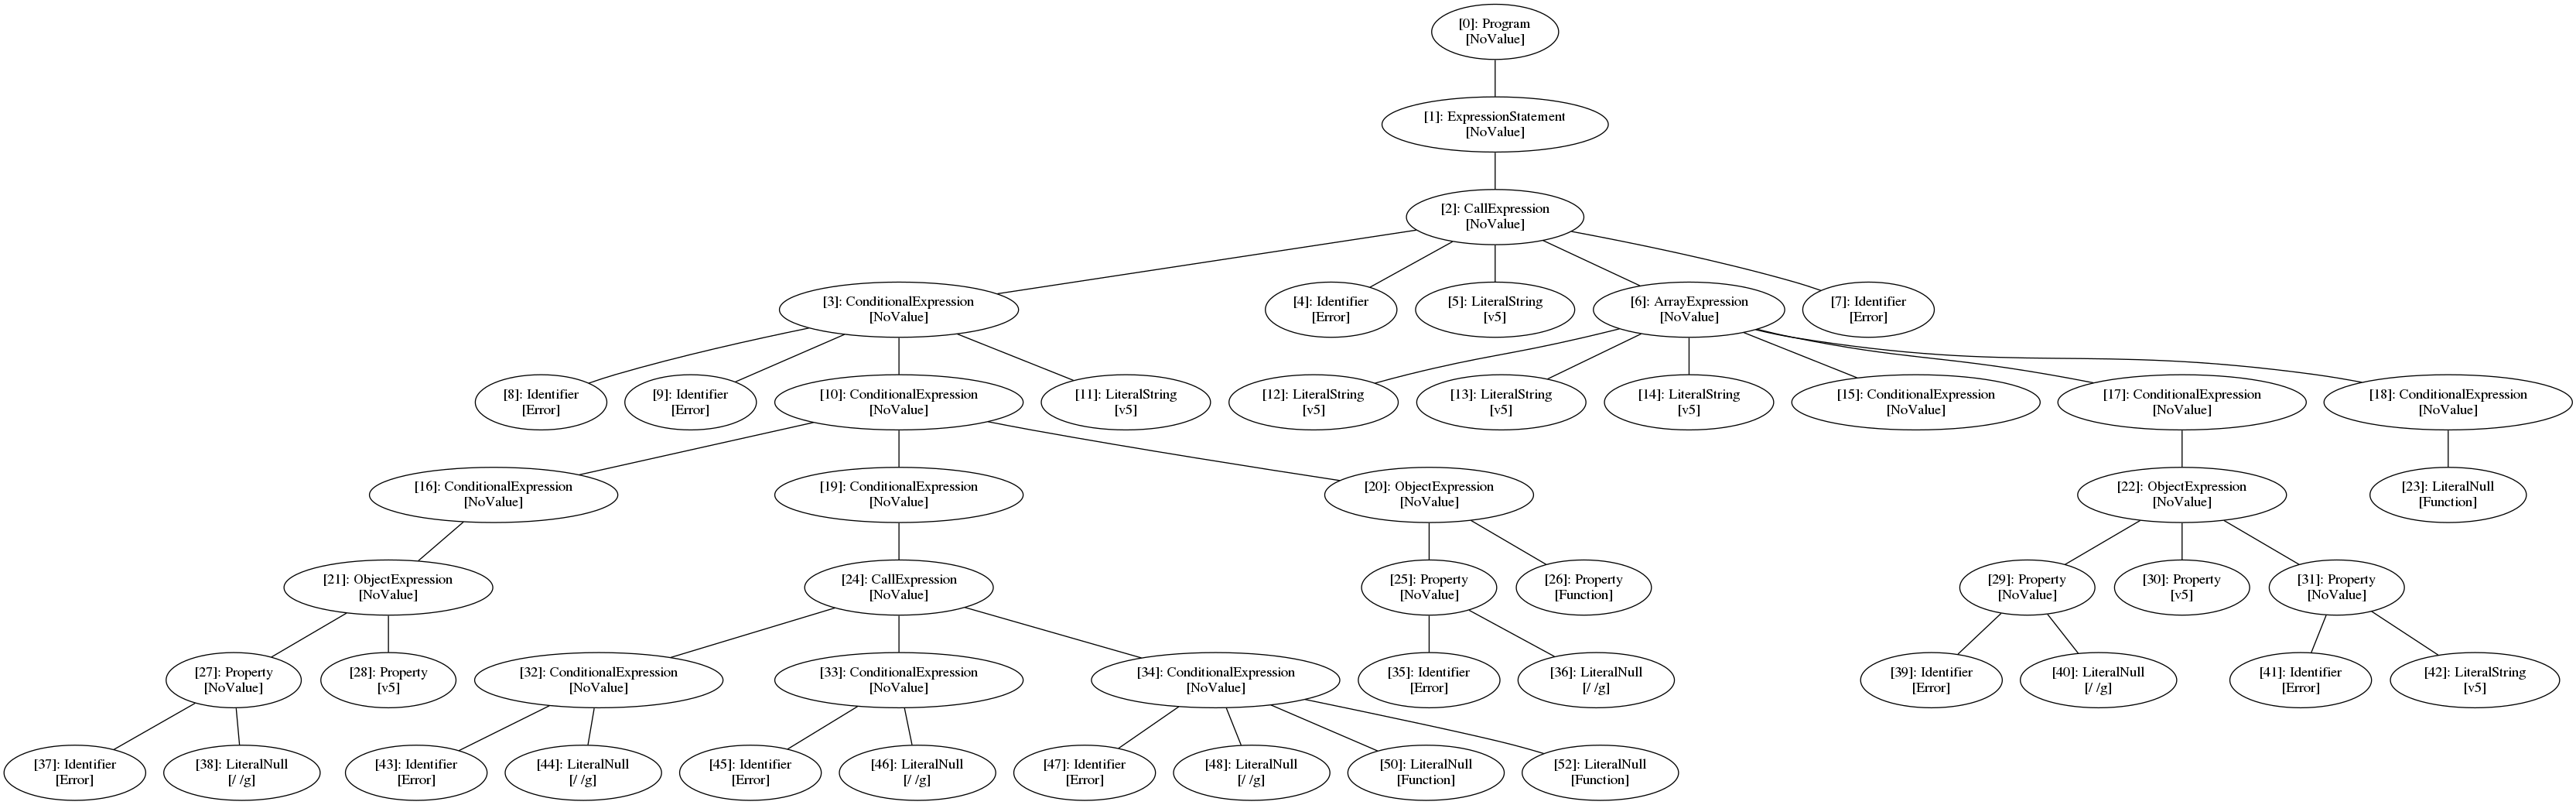 [0]: Program
[NoValue]
[1]: ExpressionStatement
[NoValue]
[2]: CallExpression
[NoValue]
[3]: ConditionalExpression
[NoValue]
[4]: Identifier
[Error]
[5]: LiteralString
[v5]
[6]: ArrayExpression
[NoValue]
[7]: Identifier
[Error]
[8]: Identifier
[Error]
[9]: Identifier
[Error]
[10]: ConditionalExpression
[NoValue]
[11]: LiteralString
[v5]
[12]: LiteralString
[v5]
[13]: LiteralString
[v5]
[14]: LiteralString
[v5]
[15]: ConditionalExpression
[NoValue]
[17]: ConditionalExpression
[NoValue]
[18]: ConditionalExpression
[NoValue]
[16]: ConditionalExpression
[NoValue]
[19]: ConditionalExpression
[NoValue]
[20]: ObjectExpression
[NoValue]
[22]: ObjectExpression
[NoValue]
[23]: LiteralNull
[Function]
[21]: ObjectExpression
[NoValue]
[24]: CallExpression
[NoValue]
[25]: Property
[NoValue]
[26]: Property
[Function]
[29]: Property
[NoValue]
[30]: Property
[v5]
[31]: Property
[NoValue]
[27]: Property
[NoValue]
[28]: Property
[v5]
[32]: ConditionalExpression
[NoValue]
[33]: ConditionalExpression
[NoValue]
[34]: ConditionalExpression
[NoValue]
[35]: Identifier
[Error]
[36]: LiteralNull
[/ /g]
[39]: Identifier
[Error]
[40]: LiteralNull
[/ /g]
[41]: Identifier
[Error]
[42]: LiteralString
[v5]
[37]: Identifier
[Error]
[38]: LiteralNull
[/ /g]
[43]: Identifier
[Error]
[44]: LiteralNull
[/ /g]
[45]: Identifier
[Error]
[46]: LiteralNull
[/ /g]
[47]: Identifier
[Error]
[48]: LiteralNull
[/ /g]
[50]: LiteralNull
[Function]
[52]: LiteralNull
[Function]